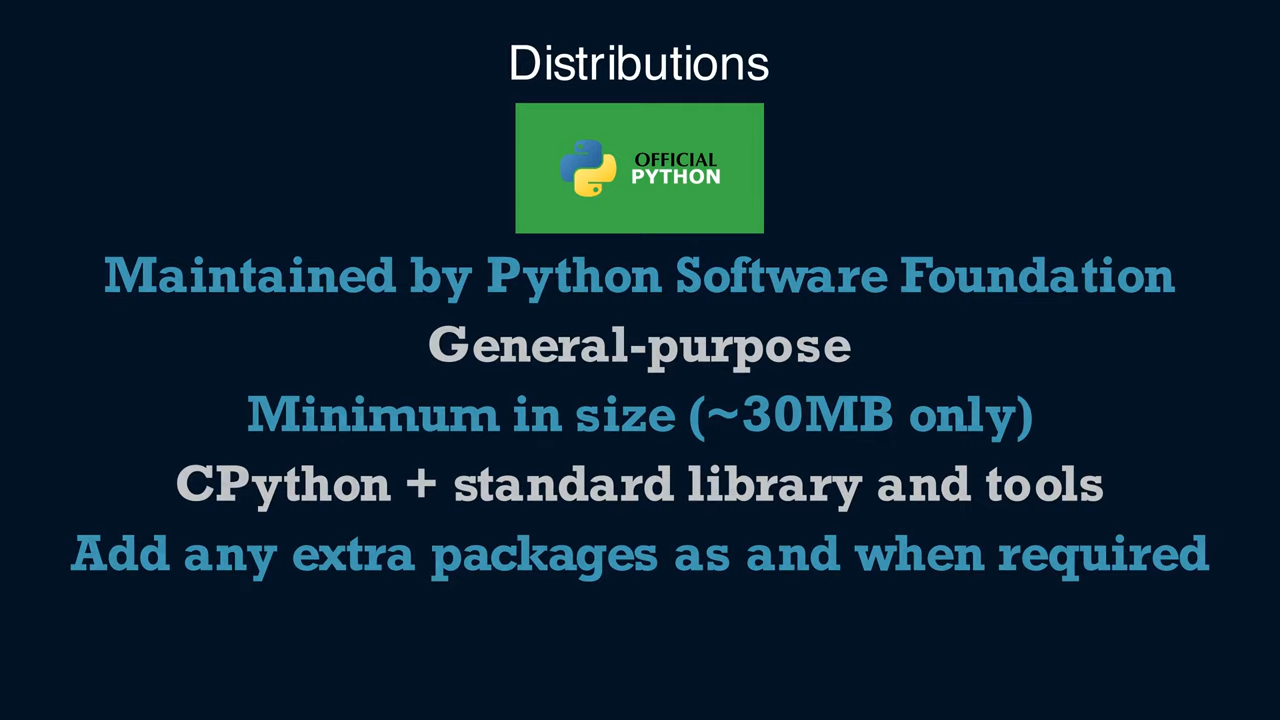 Distributions
OFFICIAL
PYTHON
Maintained by Python Software Foundation
General-purpose
Minimum in size (~30MB only)
CPython + standard library and tools
Add any extra packages as and when required